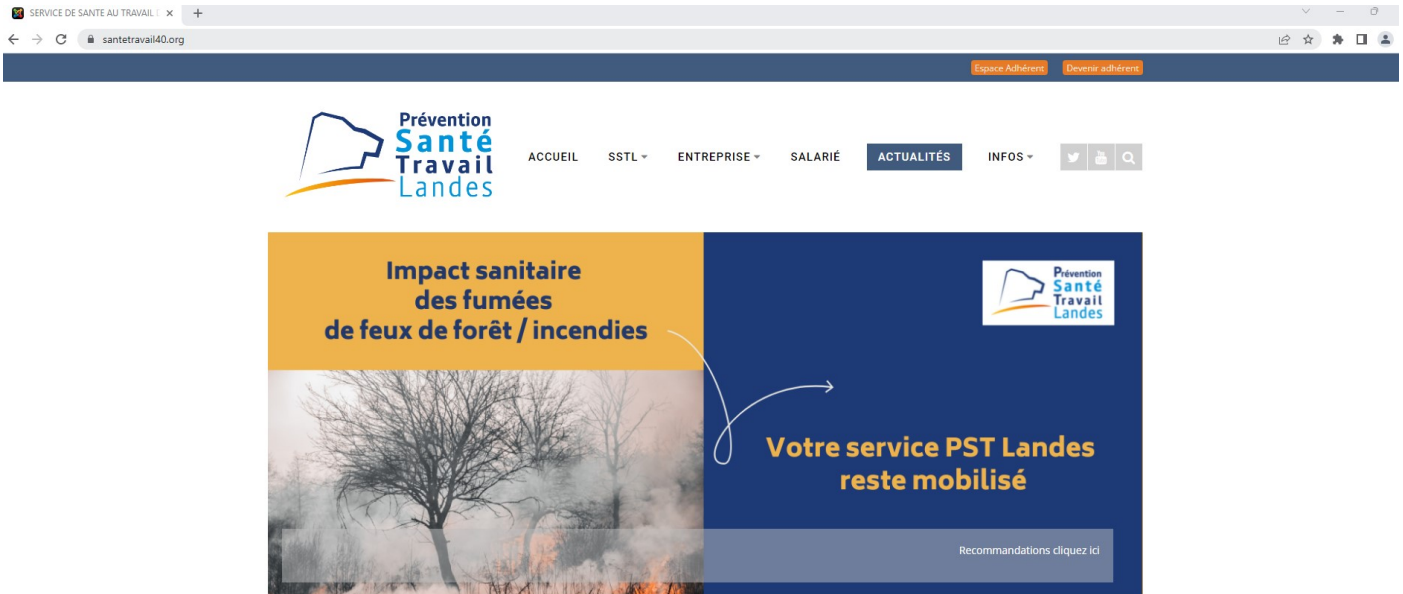 SERVICE DE SANTE AU TRAVAIL
santetravail40.org
Espace Adhérent
Devenir adhérent
Prévention
Santé
Travail
Landes
ACCUEIL
SSTL
ENTREPRISE
SALARIÉ
ACTUALITÉS
INFOS
Impact sanitaire
des fumées
de feux de forêt / incendies
Prévention
Santé
Travail
Landes
Votre service PST Landes
reste mobilisé
Recommandations cliquez ici